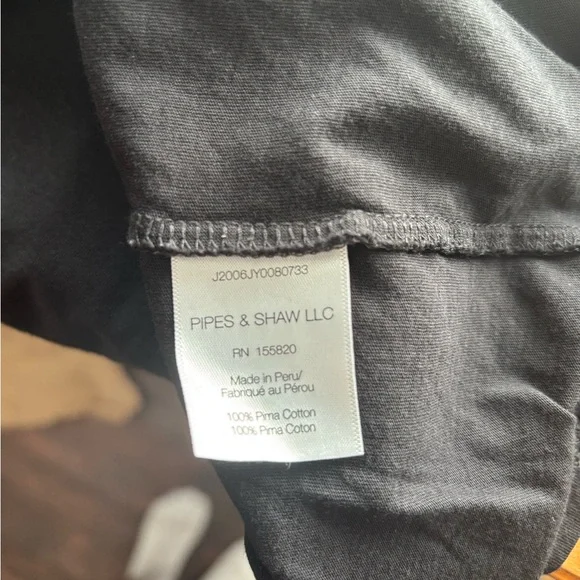 J2006JY0080733
PIPES & SHAW LLC
RN 155820
Made in Peru/
Fabriqué au Pérou
100% Pima Cotton
100% Pima Coton